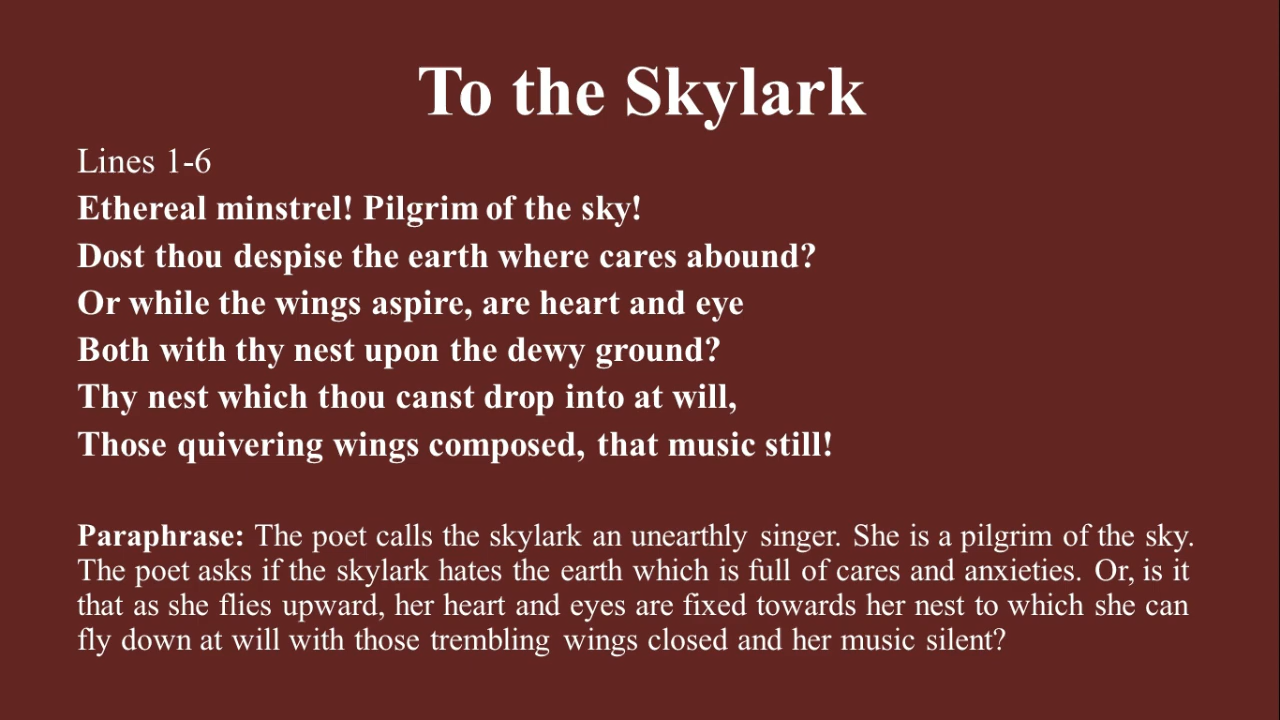 To the Skylark
Lines 1-6
Ethereal minstrel! Pilgrim of the sky!
Dost thou despise the earth where cares abound?
Or while the wings aspire, are heart and eye
Both with thy nest upon the dewy ground?
Thy nest which thou canst drop into at will,
Those quivering wings composed, that music still!
Paraphrase: The poet calls the skylark an unearthly singer. She is a pilgrim of the sky.
The poet asks if the skylark hates the earth which is full of cares and anxieties. Or, is it
that as she flies upward, her heart and eyes are fixed towards her nest to which she can
fly down at will with those trembling wings closed and her music silent?